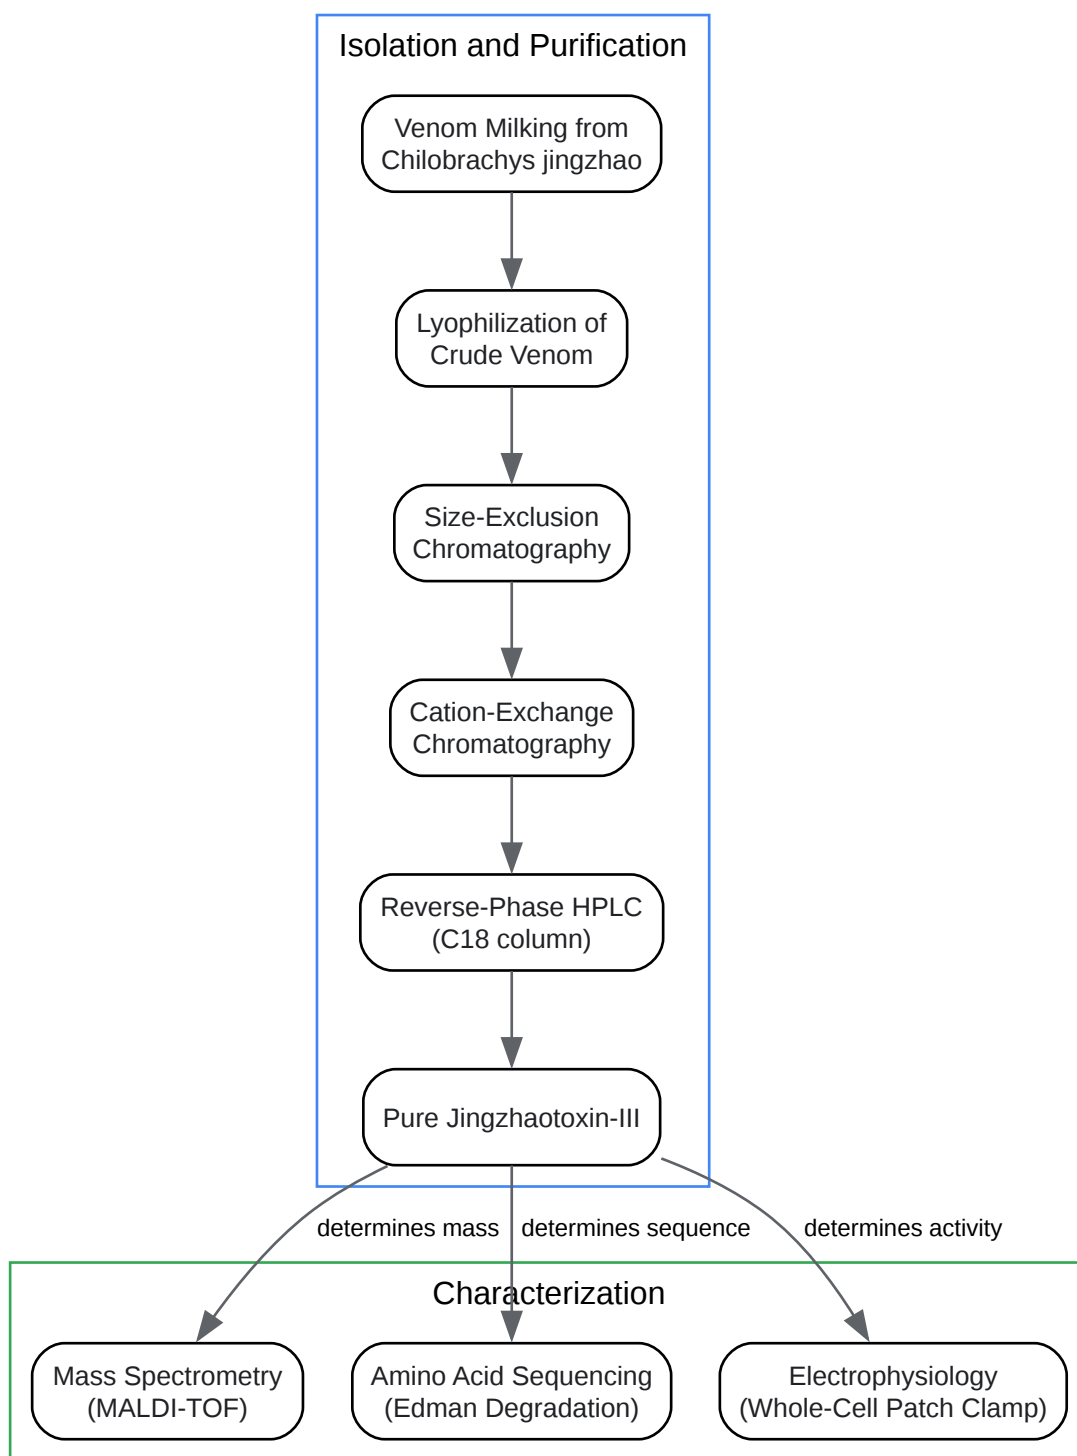 Isolation and Purification
Venom Milking from
Chilobrachys jingzhao
Lyophilization of
Crude Venom
Size-Exclusion
Chromatography
Cation-Exchange
Chromatography
Reverse-Phase HPLC
(C18 column)
Pure Jingzhaotoxin-III
determines mass
determines sequence
determines activity
Characterization
Mass Spectrometry
(MALDI-TOF)
Amino Acid Sequencing
(Edman Degradation)
Electrophysiology
(Whole-Cell Patch Clamp)